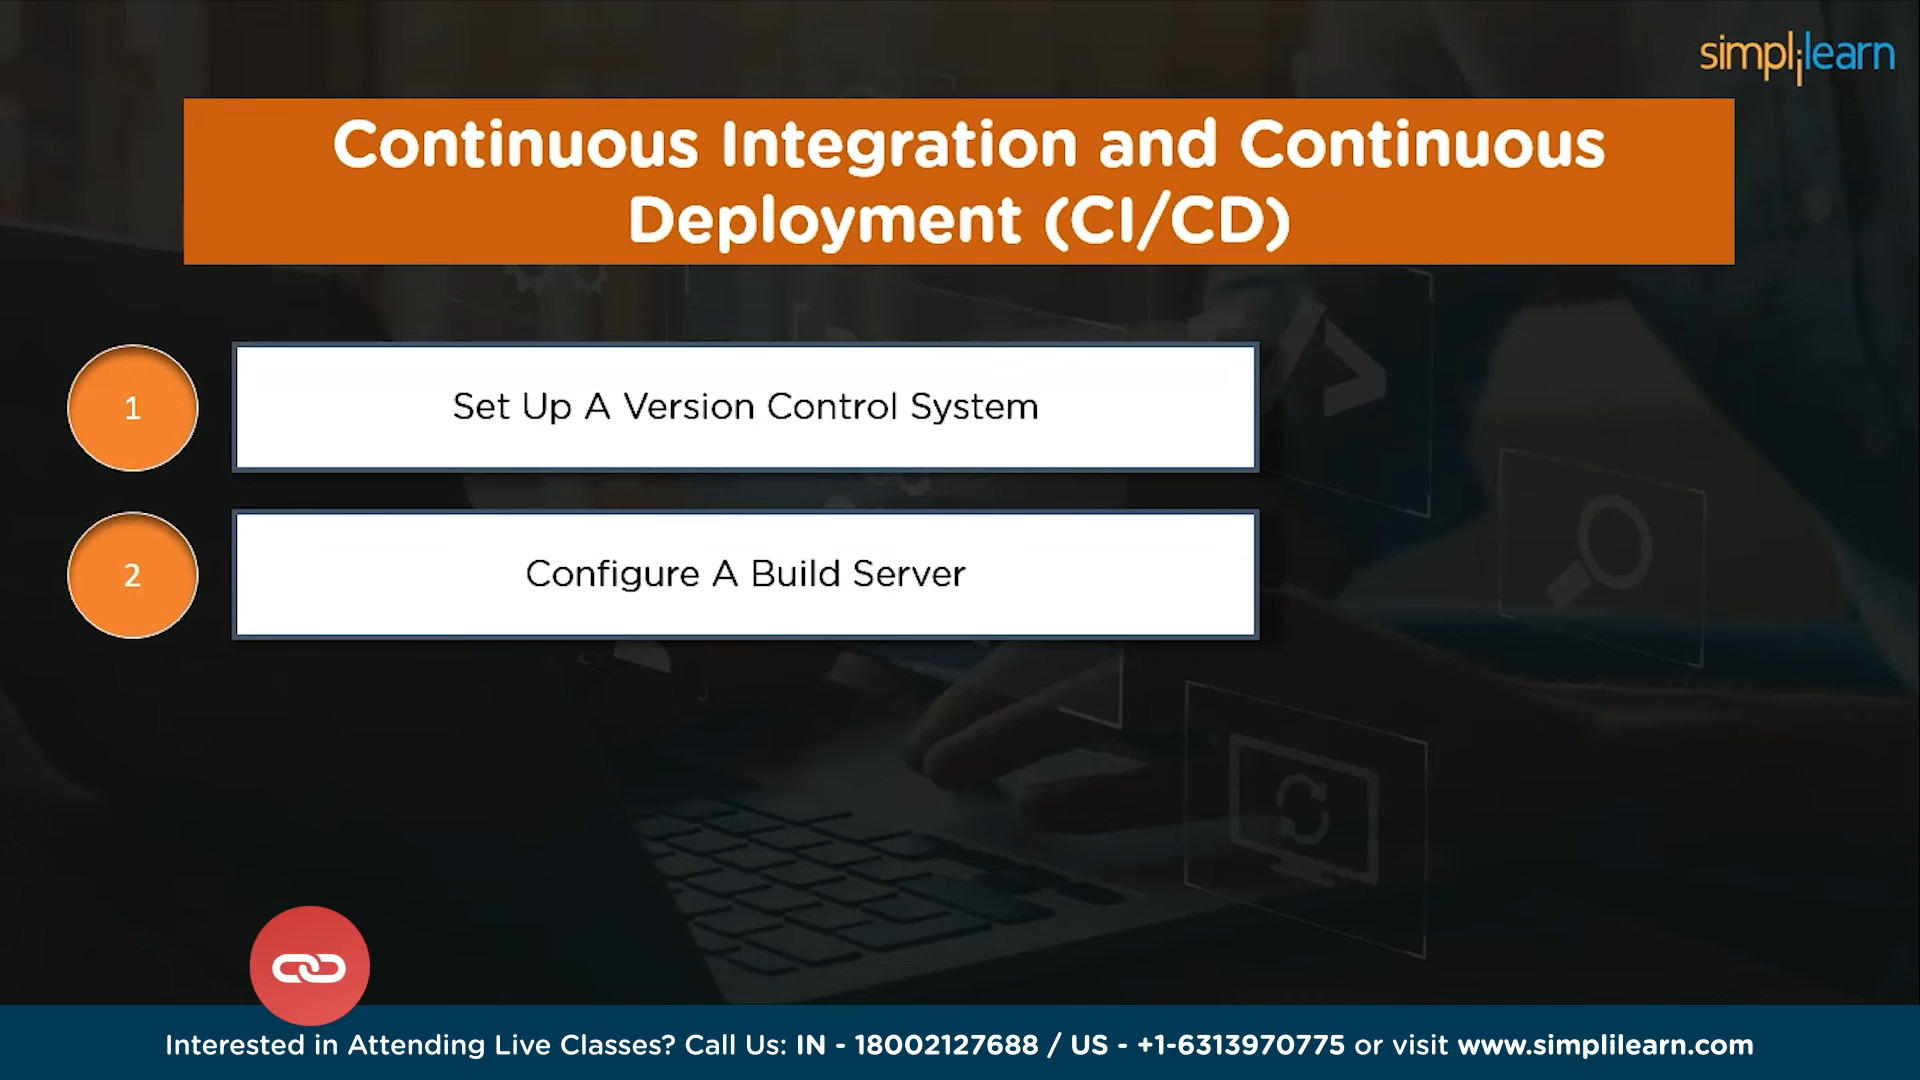 simplilearn
Continuous Integration and Continuous
Deployment (CI/CD)
1
Set Up A Version Control System
2
Configure A Build Server
Interested in Attending Live Classes? Call Us: IN - 18002127688 / US - +1-6313970775 or visit www.simplilearn.com